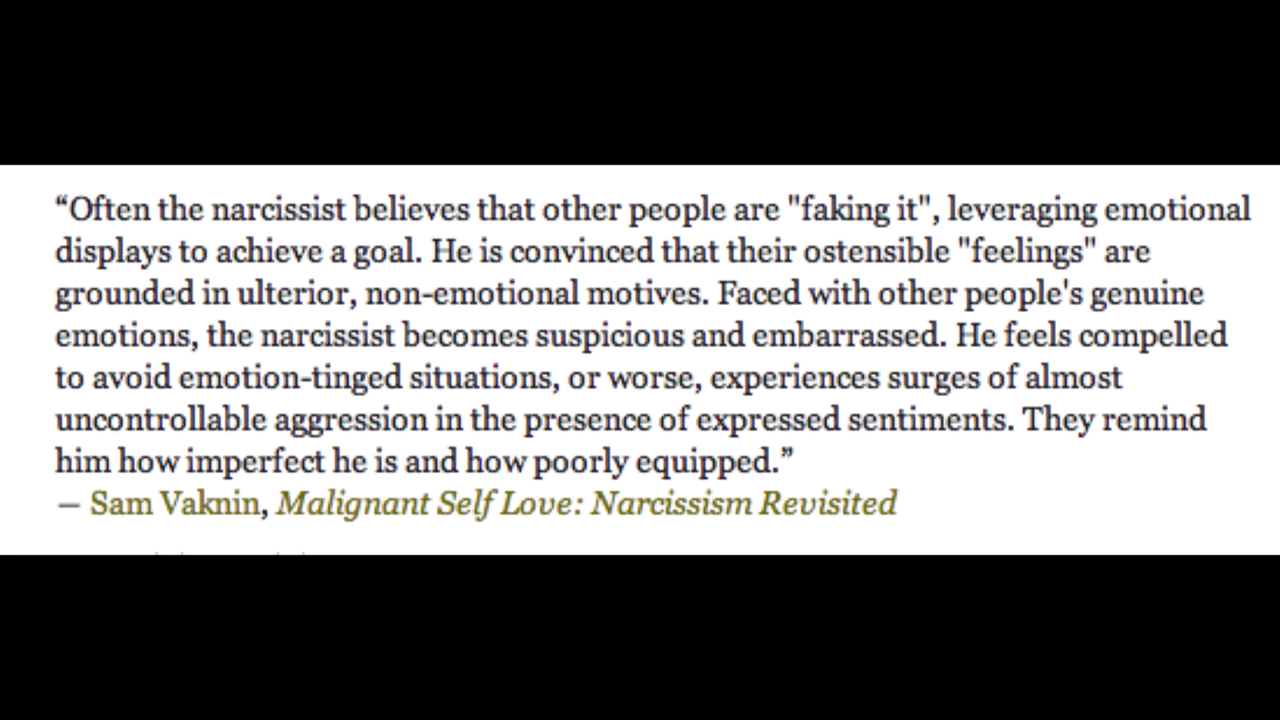 “Often the narcissist believes that other people are "faking it", leveraging emotional
displays to achieve a goal. He is convinced that their ostensible "feelings" are
grounded in ulterior, non-emotional motives. Faced with other people's genuine
emotions, the narcissist becomes suspicious and embarrassed. He feels compelled
to avoid emotion-tinged situations, or worse, experiences surges of almost
uncontrollable aggression in the presence of expressed sentiments. They remind
him how imperfect he is and how poorly equipped.”
— Sam Vaknin, Malignant Self Love: Narcissism Revisited